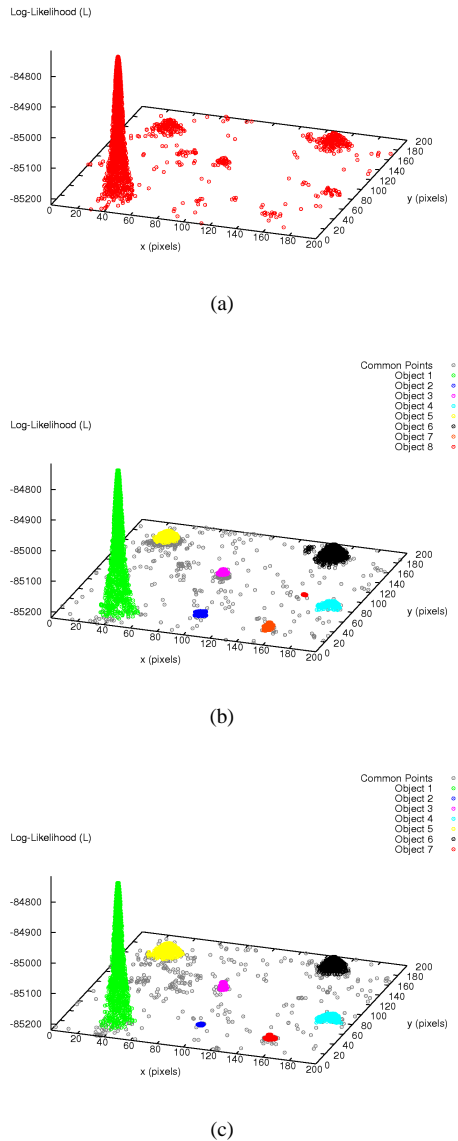 Log-Likelihood (L)
-84800
-84900
-85000
-85100
-85200
0 20 40 60 80 100 120 140 160 180 200
x (pixels)
0 20 40 60 80 100 120 140 160 180 200
y (pixels)
(a)
Common Points
Object 1
Object 2
Object 3
Object 4
Object 5
Object 6
Object 7
Object 8
Log-Likelihood (L)
-84800
-84900
-85000
-85100
-85200
0 20 40 60 80 100 120 140 160 180 200
x (pixels)
0 20 40 60 80 100 120 140 160 180 200
y (pixels)
(b)
Common Points
Object 1
Object 2
Object 3
Object 4
Object 5
Object 6
Object 7
Log-Likelihood (L)
-84800
-84900
-85000
-85100
-85200
0 20 40 60 80 100 120 140 160 180 200
x (pixels)
0 20 40 60 80 100 120 140 160 180 200
y (pixels)
(c)